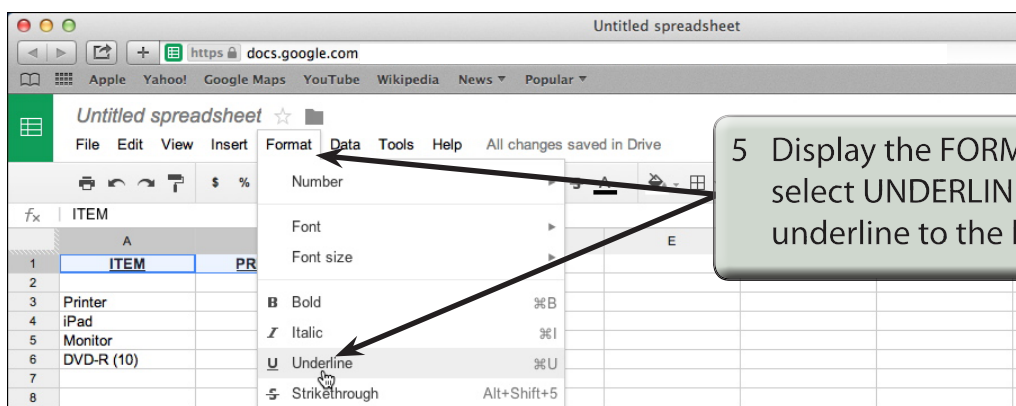 Untitled spreadsheet
https docs.google.com
Apple Yahoo! Google Maps YouTube Wikipedia News Popular
Untitled spreadsheet
File Edit View Insert Format Data Tools Help All changes saved in Drive
$ % Number S A
fx ITEM
Font
Font size
A E
1 ITEM PR
2
3 Printer
4 iPad
5 Monitor
6 DVD-R (10)
7
8
B Bold ⌘B
I Italic ⌘I
U Underline ⌘U
S Strikethrough Alt+Shift+5
5 Display the FORM
select UNDERLIN
underline to the